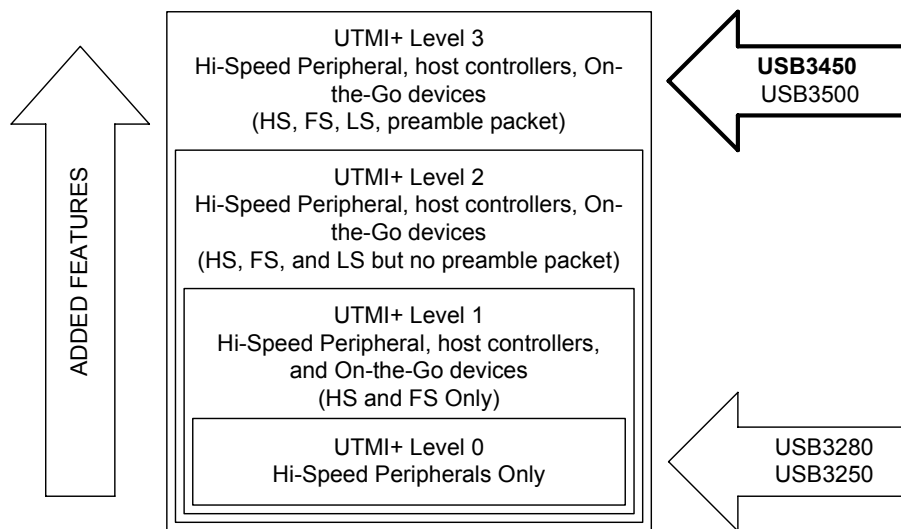 ADDED FEATURES
UTMI+ Level 3
Hi-Speed Peripheral, host controllers, On-
the-Go devices
(HS, FS, LS, preamble packet)
UTMI+ Level 2
Hi-Speed Peripheral, host controllers, On-
the-Go devices
(HS, FS, and LS but no preamble packet)
UTMI+ Level 1
Hi-Speed Peripheral, host controllers,
and On-the-Go devices
(HS and FS Only)
UTMI+ Level 0
Hi-Speed Peripherals Only
USB3450
USB3500
USB3280
USB3250